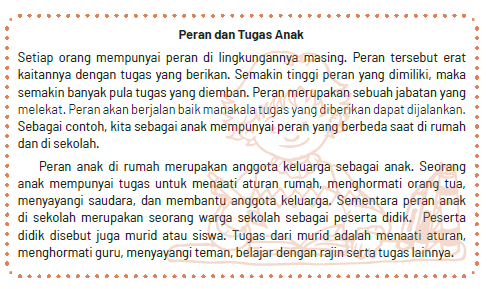 Peran dan Tugas Anak
Setiap orang mempunyai peran di lingkungannya masing. Peran tersebut erat
kaitannya dengan tugas yang berikan. Semakin tinggi peran yang dimiliki, maka
semakin banyak pula tugas yang diemban. Peran merupakan sebuah jabatan yang
melekat. Peran akan berjalan baik manakala tugas yang diberikan dapat dijalankan.
Sebagai contoh, kita sebagai anak mempunyai peran yang berbeda saat di rumah
dan di sekolah.
Peran anak di rumah merupakan anggota keluarga sebagai anak. Seorang
anak mempunyai tugas untuk menaati aturan rumah, menghormati orang tua,
menyayangi saudara, dan membantu anggota keluarga. Sementara peran anak
di sekolah merupakan seorang warga sekolah sebagai peserta didik. Peserta
didik disebut juga murid atau siswa. Tugas dari murid adalah menaati aturan,
menghormati guru, menyayangi teman, belajar dengan rajin serta tugas lainnya.